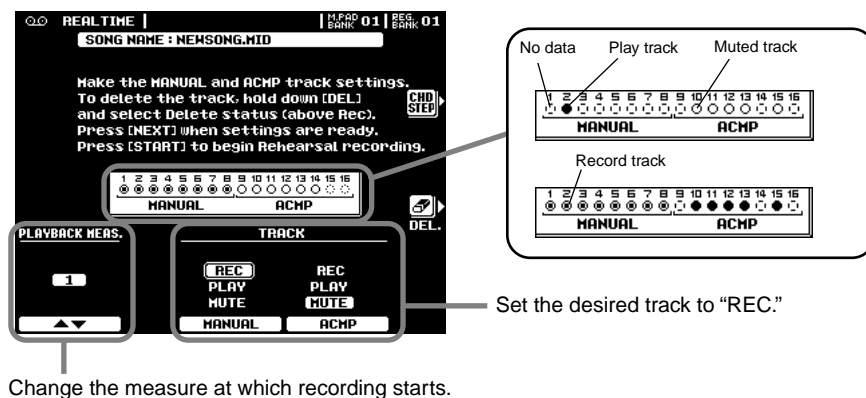 REALTIME
M.PAD BANK 01
REG. BANK 01
SONG NAME : NEWSONG.MID
Make the MANUAL and ACMP track settings.
To delete the track, hold down [DEL]
and select Delete status (above Rec).
Press [NEXT] when settings are ready.
Press [START] to begin Rehearsal recording.
CHD STEP
1 2 3 4 5 6 7 8 9 10 11 12 13 14 15 16
MANUAL ACMP
DEL.
PLAYBACK MEAS.
1
▲▼
TRACK
REC REC
PLAY PLAY
MUTE MUTE
MANUAL ACMP
No data Play track Muted track
1 2 3 4 5 6 7 8 9 10 11 12 13 14 15 16
MANUAL ACMP
Record track
1 2 3 4 5 6 7 8 9 10 11 12 13 14 15 16
MANUAL ACMP
Set the desired track to “REC.”
Change the measure at which recording starts.